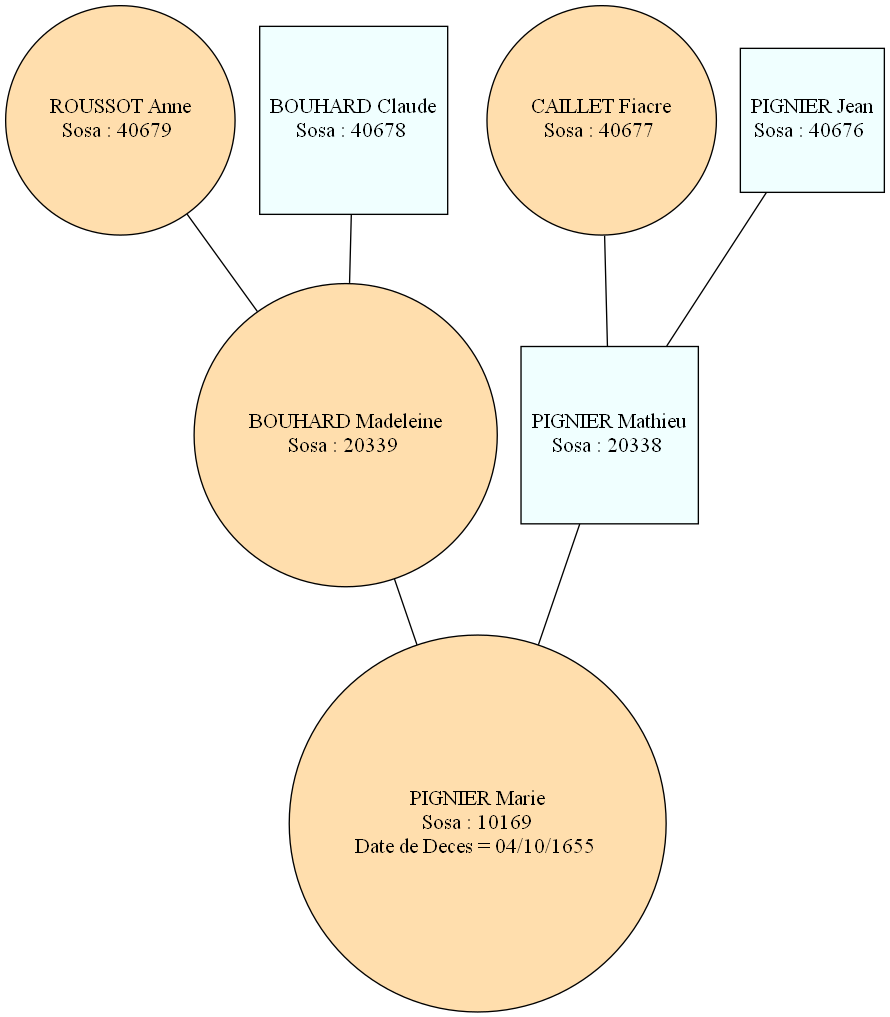 ROUSSOT Anne
Sosa : 40679
BOUHARD Claude
Sosa : 40678
CAILLET Fiacre
Sosa : 40677
PIGNIER Jean
Sosa : 40676
BOUHARD Madeleine
Sosa : 20339
PIGNIER Mathieu
Sosa : 20338
PIGNIER Marie
Sosa : 10169
Date de Deces = 04/10/1655